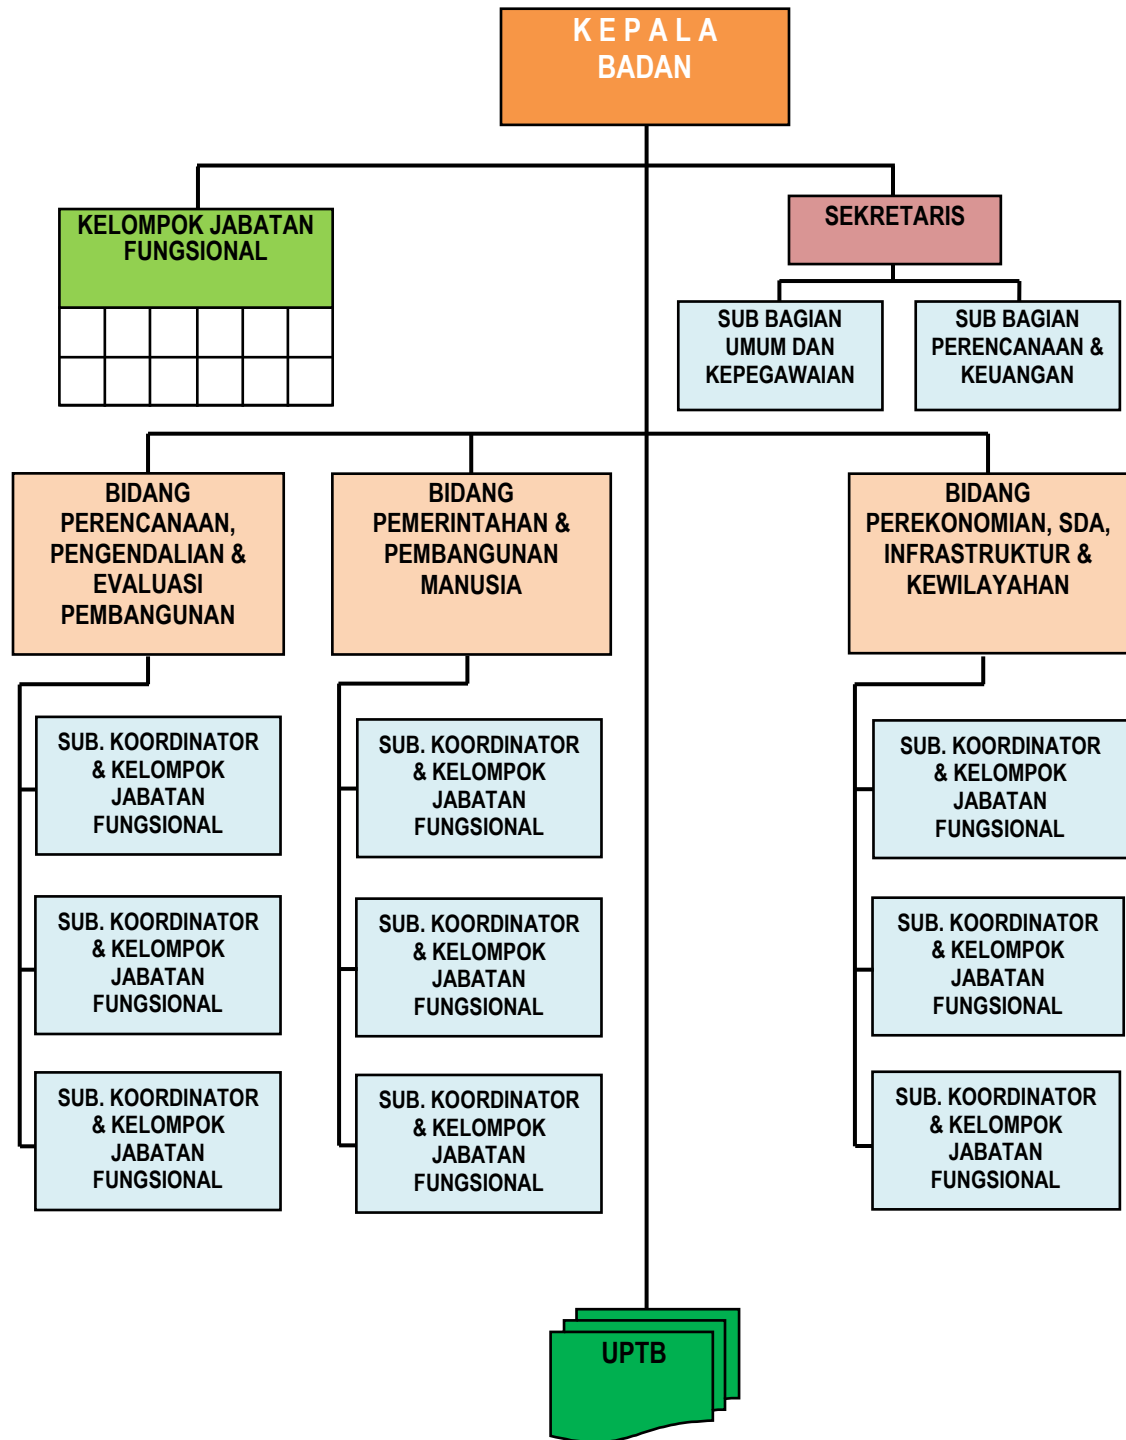 K E P A L A
BADAN
KELOMPOK JABATAN
FUNGSIONAL
SEKRETARIS
SUB BAGIAN
UMUM DAN
KEPEGAWAIAN
SUB BAGIAN
PERENCANAAN &
KEUANGAN
BIDANG
PERENCANAAN,
PENGENDALIAN &
EVALUASI
PEMBANGUNAN
BIDANG
PEMERINTAHAN &
PEMBANGUNAN
MANUSIA
BIDANG
PEREKONOMIAN, SDA,
INFRASTRUKTUR &
KEWILAYAHAN
SUB. KOORDINATOR
& KELOMPOK
JABATAN
FUNGSIONAL
SUB. KOORDINATOR
& KELOMPOK
JABATAN
FUNGSIONAL
SUB. KOORDINATOR
& KELOMPOK
JABATAN
FUNGSIONAL
SUB. KOORDINATOR
& KELOMPOK
JABATAN
FUNGSIONAL
SUB. KOORDINATOR
& KELOMPOK
JABATAN
FUNGSIONAL
SUB. KOORDINATOR
& KELOMPOK
JABATAN
FUNGSIONAL
SUB. KOORDINATOR
& KELOMPOK
JABATAN
FUNGSIONAL
SUB. KOORDINATOR
& KELOMPOK
JABATAN
FUNGSIONAL
SUB. KOORDINATOR
& KELOMPOK
JABATAN
FUNGSIONAL
UPTB